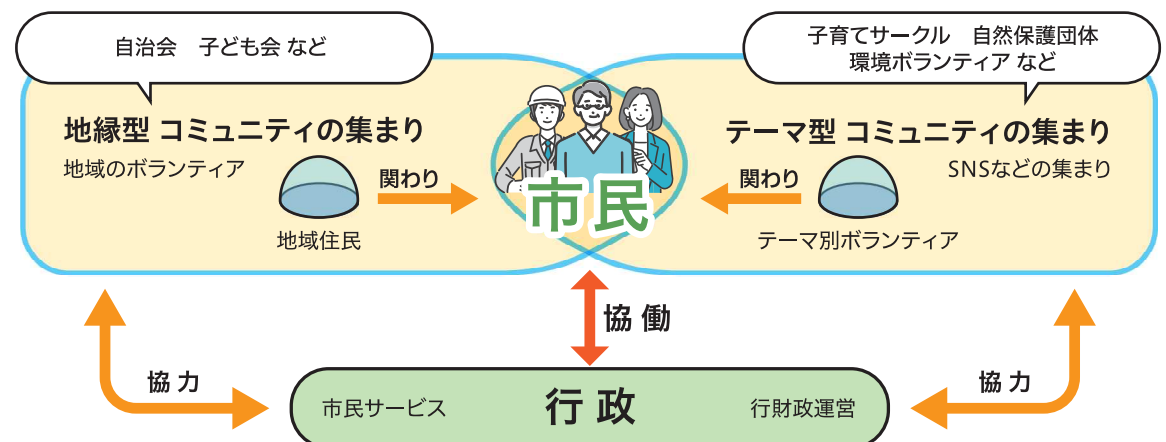 自治会　子ども会 など
子育てサークル　自然保護団体
環境ボランティア など
地縁型 コミュニティの集まり
地域のボランティア
関わり
地域住民
市民
テーマ型 コミュニティの集まり
SNSなどの集まり
関わり
テーマ別ボランティア
協働
協力
協力
市民サービス
行政
行財政運営